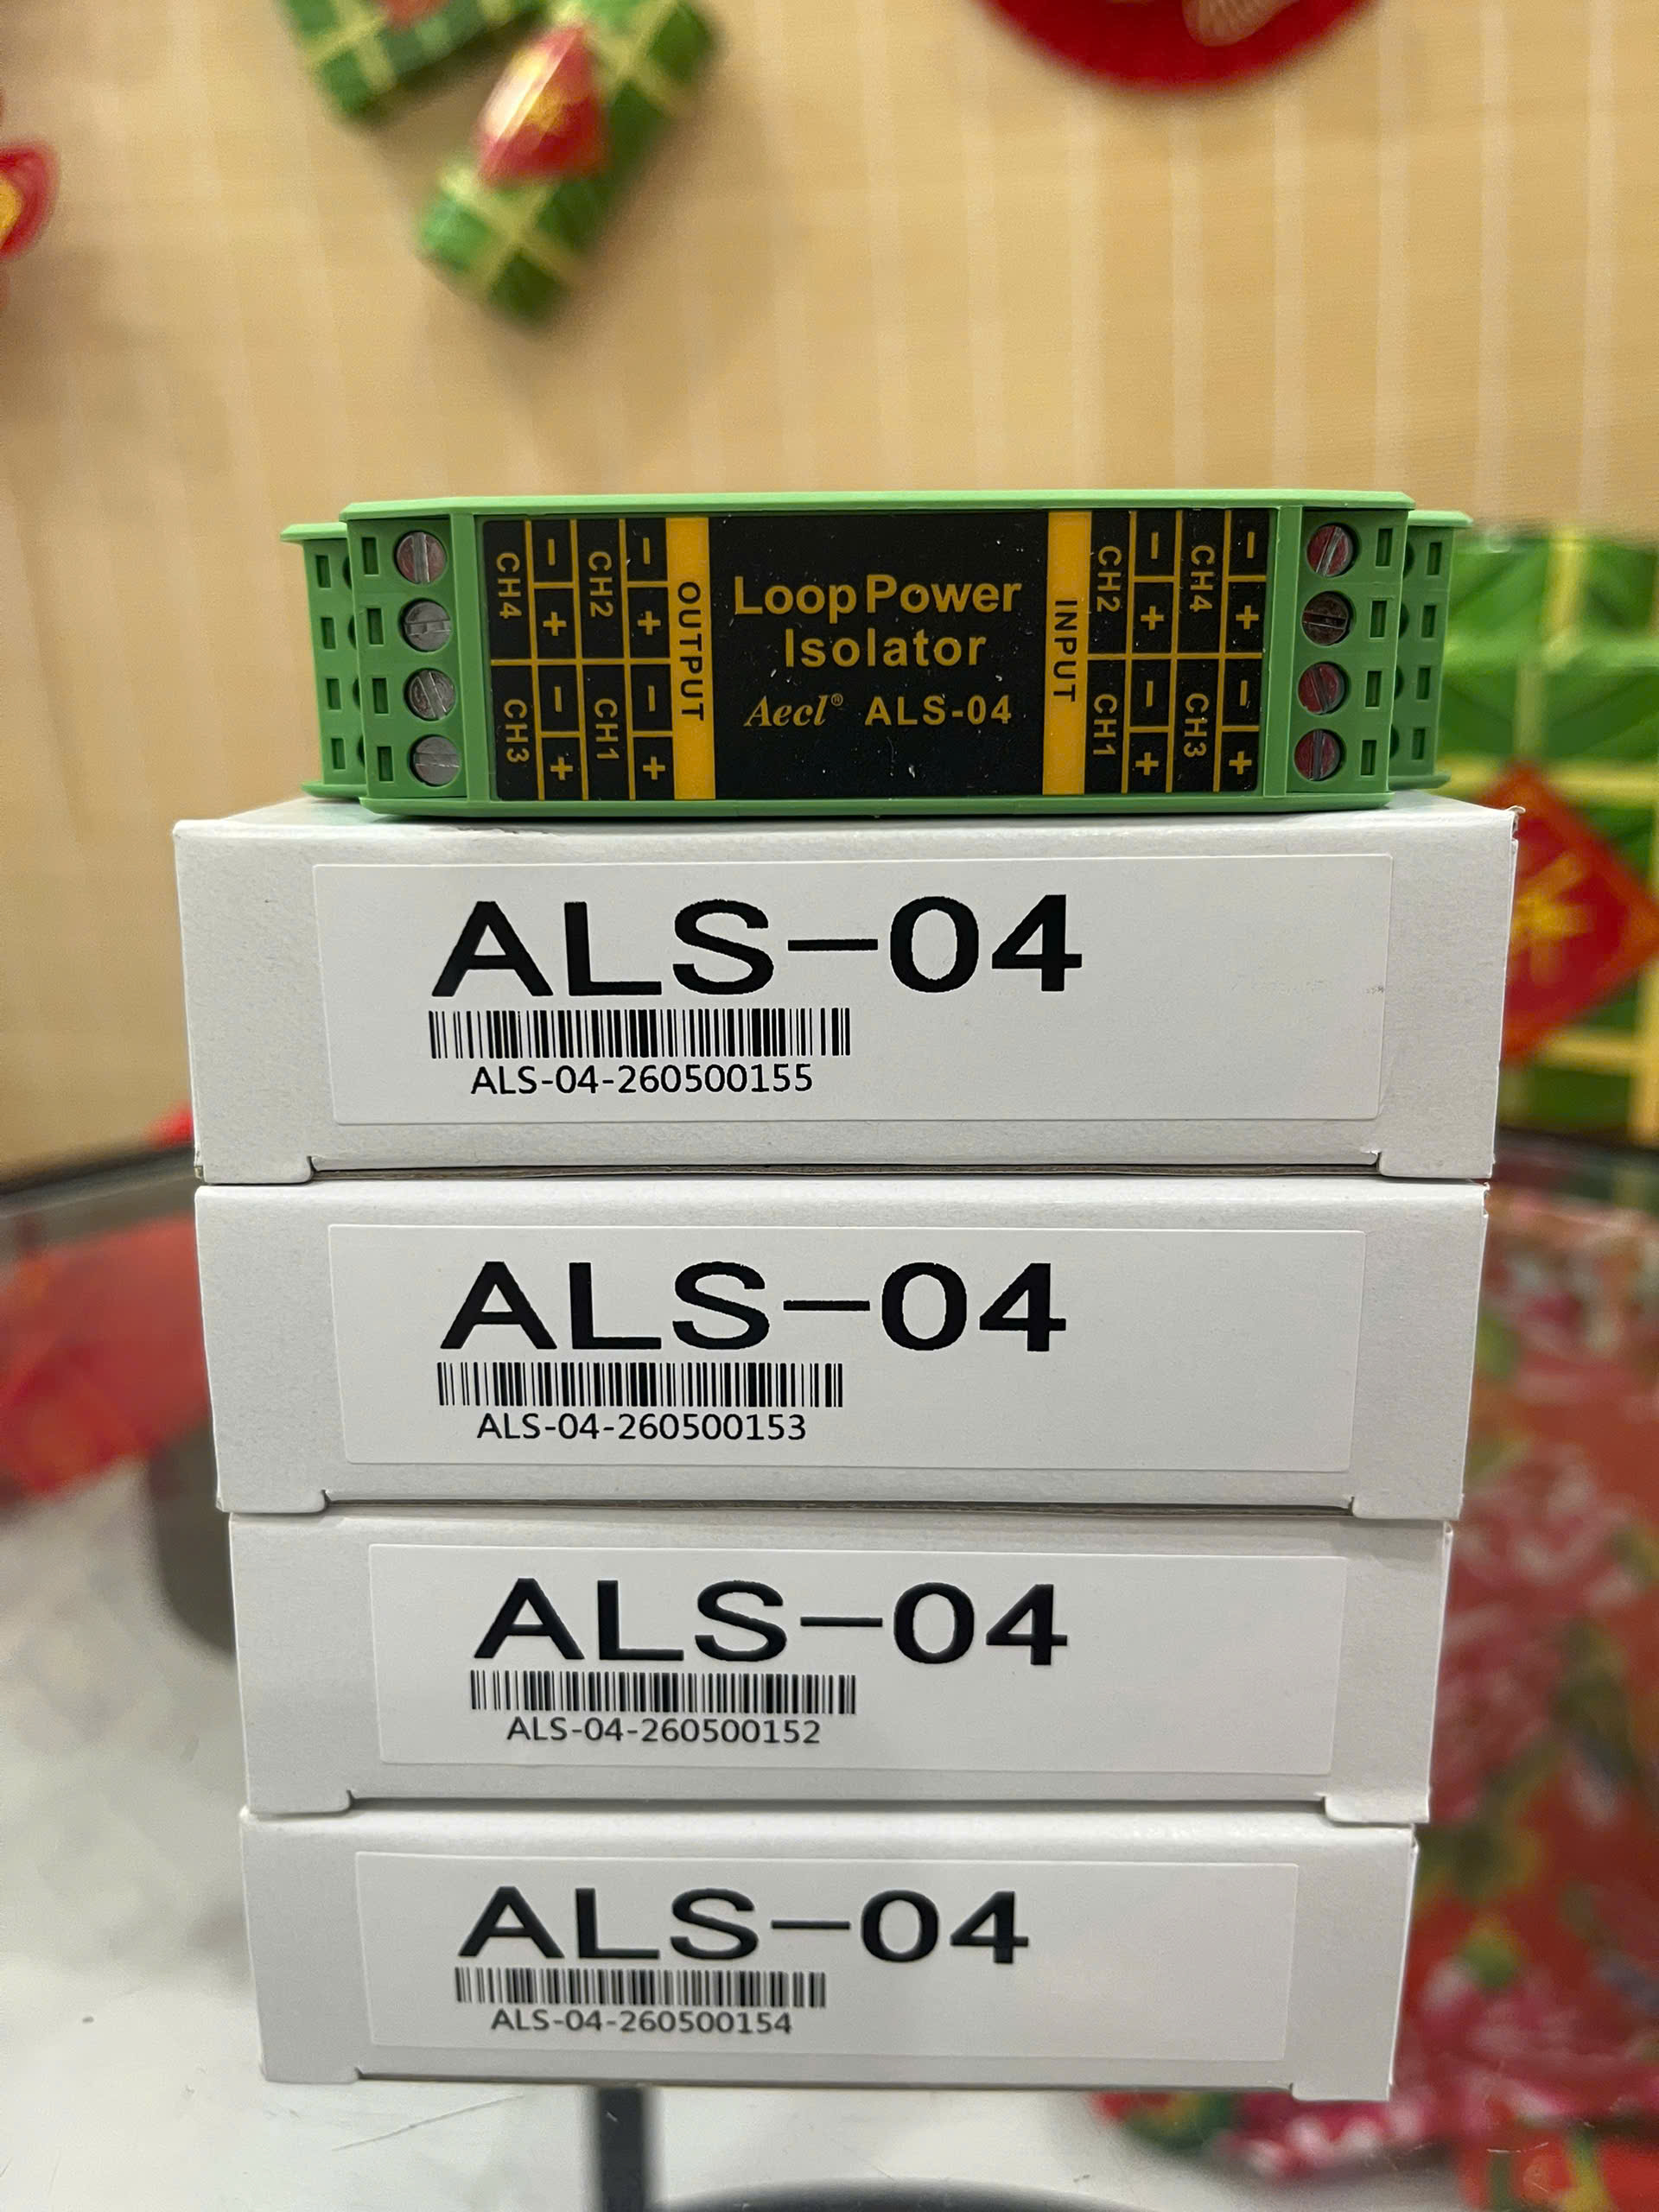 CH4 - + CH2 - +
CH3 - + CH1 - +
OUTPUT
Loop Power
Isolator
Aecl® ALS-04
INPUT
CH2 - + CH4 - +
CH1 - + CH3 - +
ALS-04
ALS-04-260500155
ALS-04
ALS-04-260500153
ALS-04
ALS-04-260500152
ALS-04
ALS-04-260500154